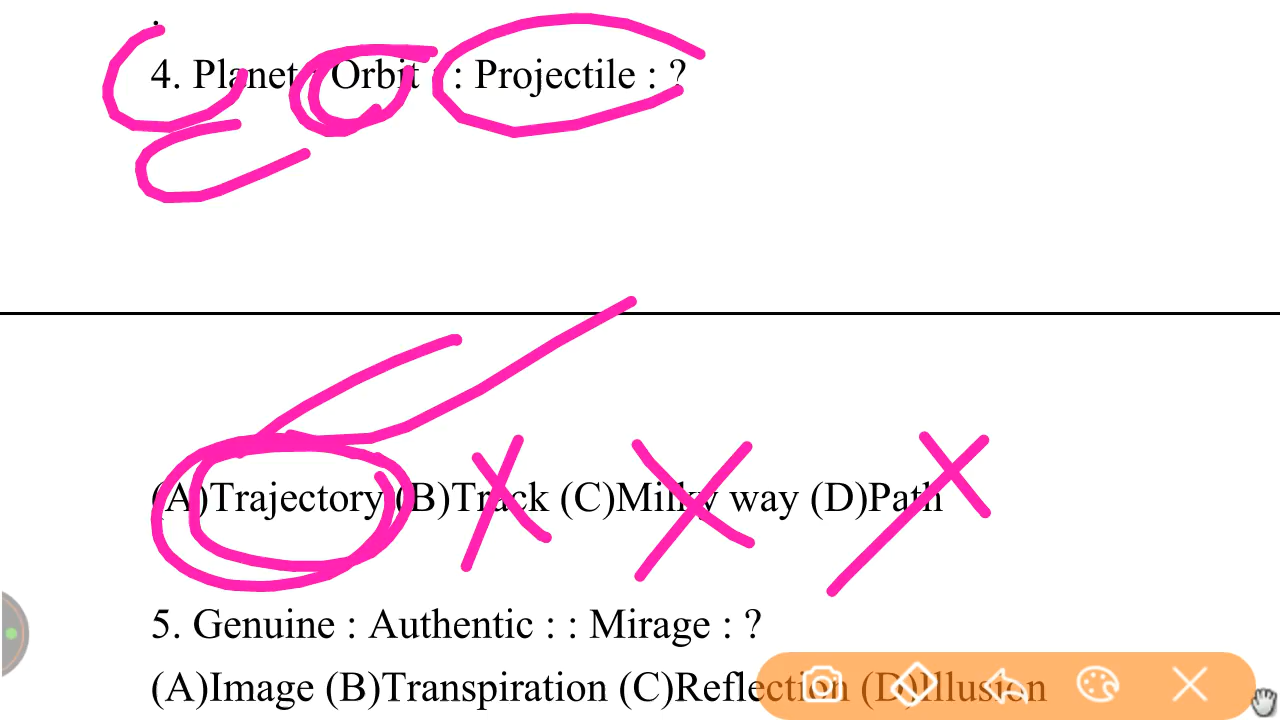 4. Planet : Orbit : : Projectile : ?
(A)Trajectory (B)Track (C)Milky way (D)Path
5. Genuine : Authentic : : Mirage : ?
(A)Image (B)Transpiration (C)Reflection (D)Illusion